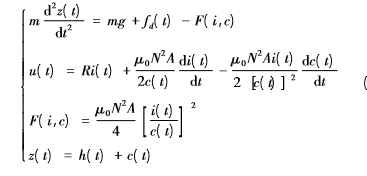 m d²z(t)/dt² = mg + f_d(t) − F(i,c)
u(t) = Ri(t) + μ₀N²A/2c(t) di(t)/dt − μ₀N²Ai(t)/2[c(t)]² dc(t)/dt (
F(i,c) = μ₀N²A/4 [i(t)/c(t)]²
z(t) = h(t) + c(t)